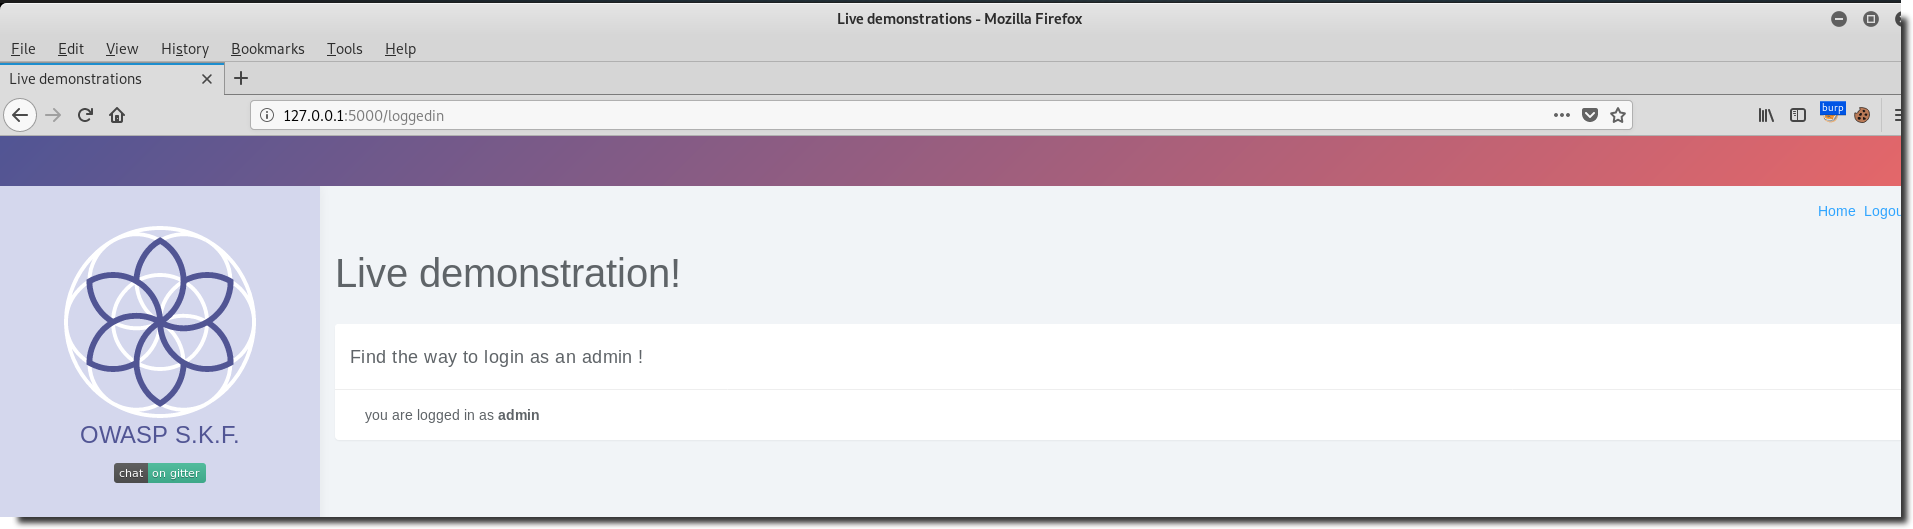 Live demonstrations - Mozilla Firefox
File Edit View History Bookmarks Tools Help
Live demonstrations
127.0.0.1:5000/loggedin
burp
Home Logou
Live demonstration!
Find the way to login as an admin !
you are logged in as admin
OWASP S.K.F.
chat on gitter